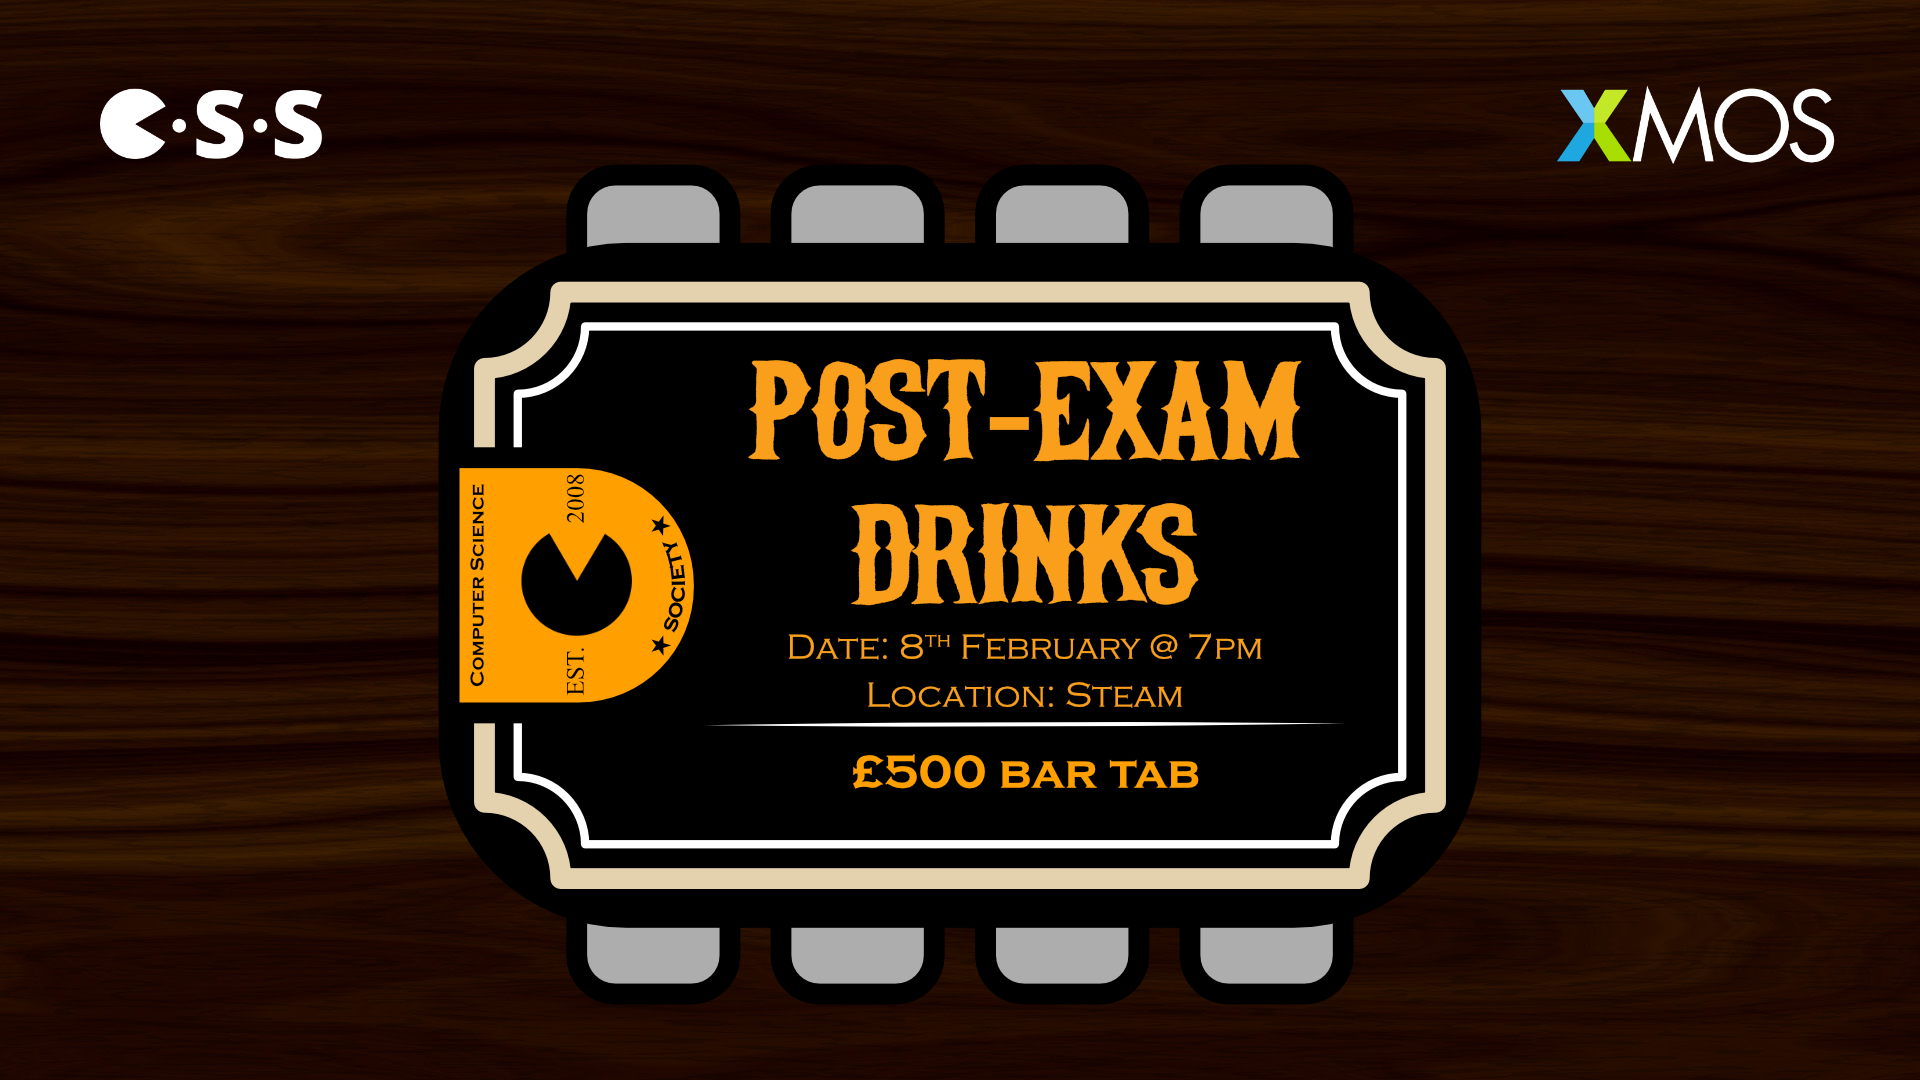 C·S·S
XMOS
POST-EXAM
DRINKS
DATE: 8TH FEBRUARY @ 7PM
LOCATION: STEAM
£500 BAR TAB
COMPUTER SCIENCE
EST. 2008
★ SOCIETY ★